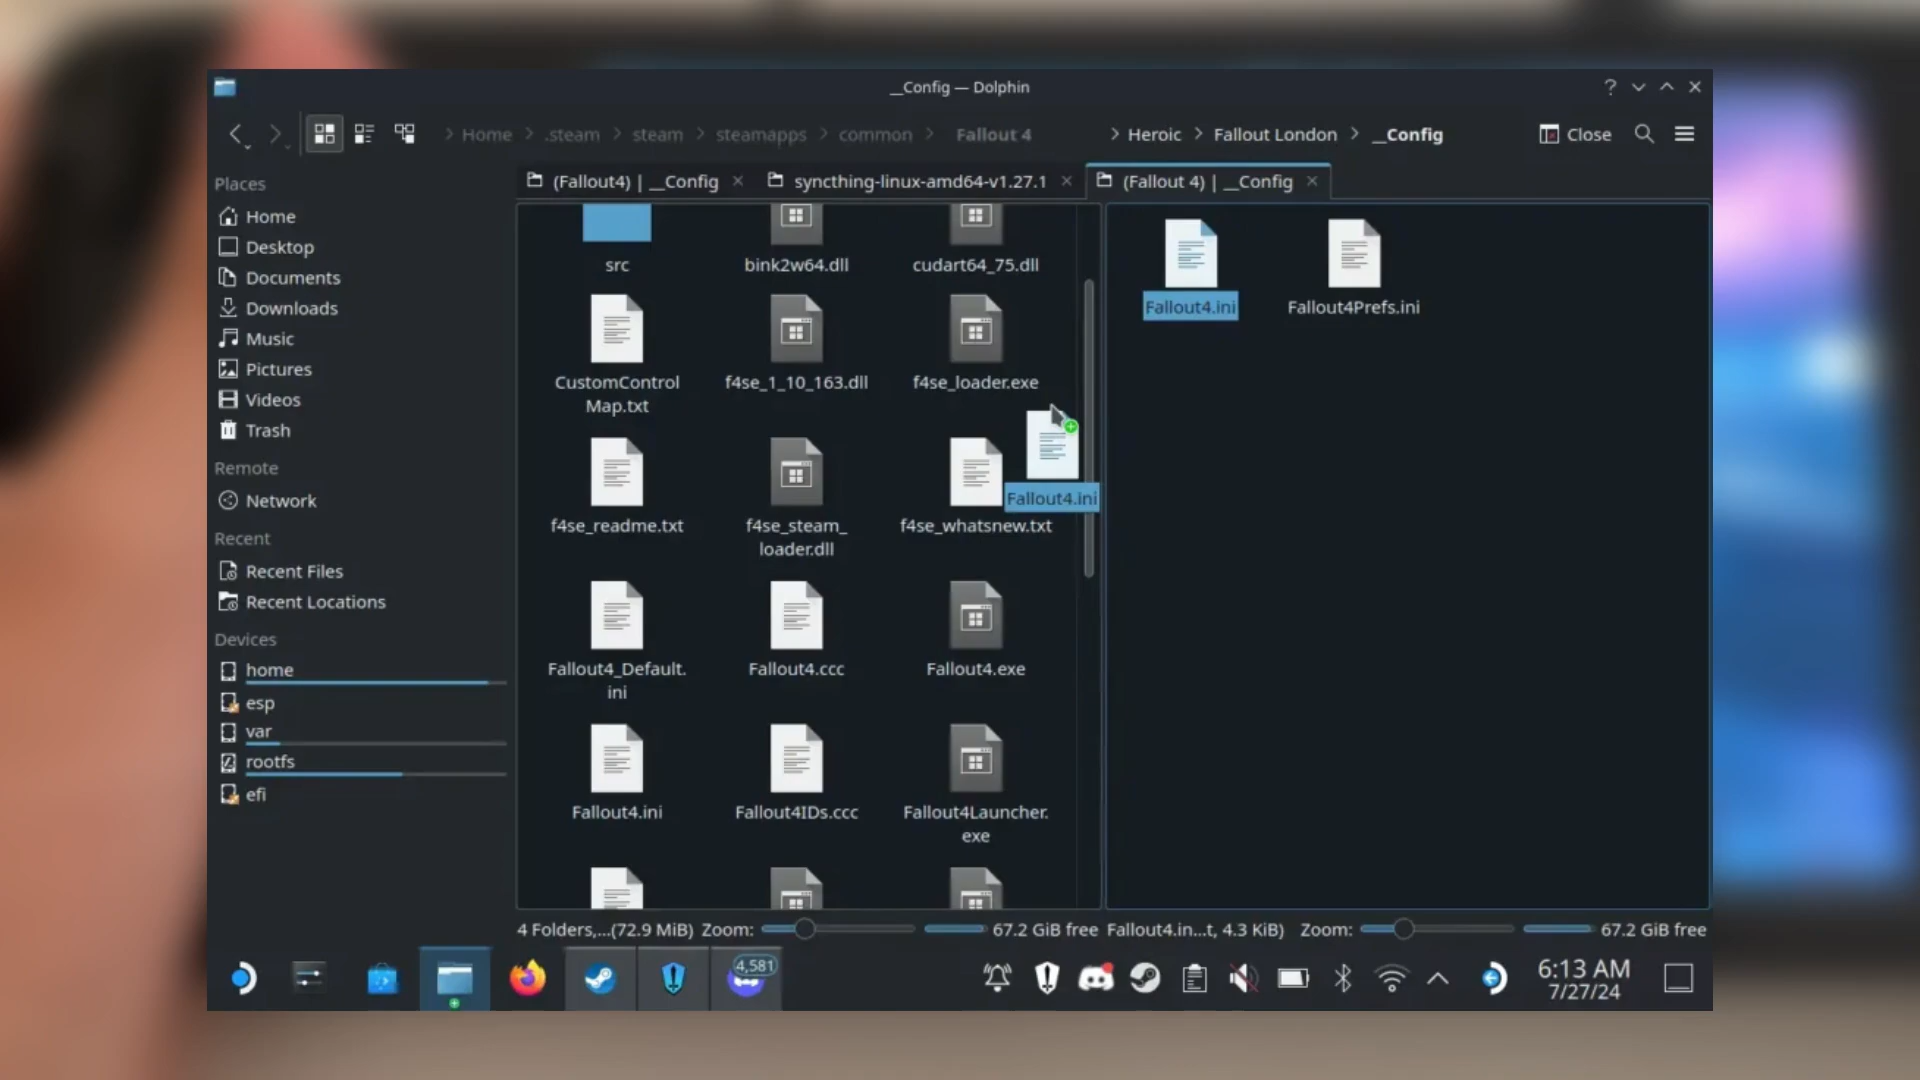 __Config — Dolphin
Home
.steam
steam
steamapps
common
Fallout 4
Heroic
Fallout London
__Config
Close
(Fallout4) | __Config
syncthing-linux-amd64-v1.27.1
(Fallout 4) | __Config
Places
Home
Desktop
Documents
Downloads
Music
Pictures
Videos
Trash
Remote
Network
Recent
Recent Files
Recent Locations
Devices
home
esp
var
rootfs
efi
src
bink2w64.dll
cudart64_75.dll
CustomControl
Map.txt
f4se_1_10_163.dll
f4se_loader.exe
f4se_readme.txt
f4se_steam_
loader.dll
f4se_whatsnew.txt
Fallout4.ini
Fallout4_Default.
ini
Fallout4.ccc
Fallout4.exe
Fallout4.ini
Fallout4IDs.ccc
Fallout4Launcher.
exe
Fallout4.ini
Fallout4Prefs.ini
4 Folders,...(72.9 MiB)
Zoom:
67.2 GiB free
Fallout4.in...t, 4.3 KiB)
Zoom:
67.2 GiB free
4,581
6:13 AM
7/27/24